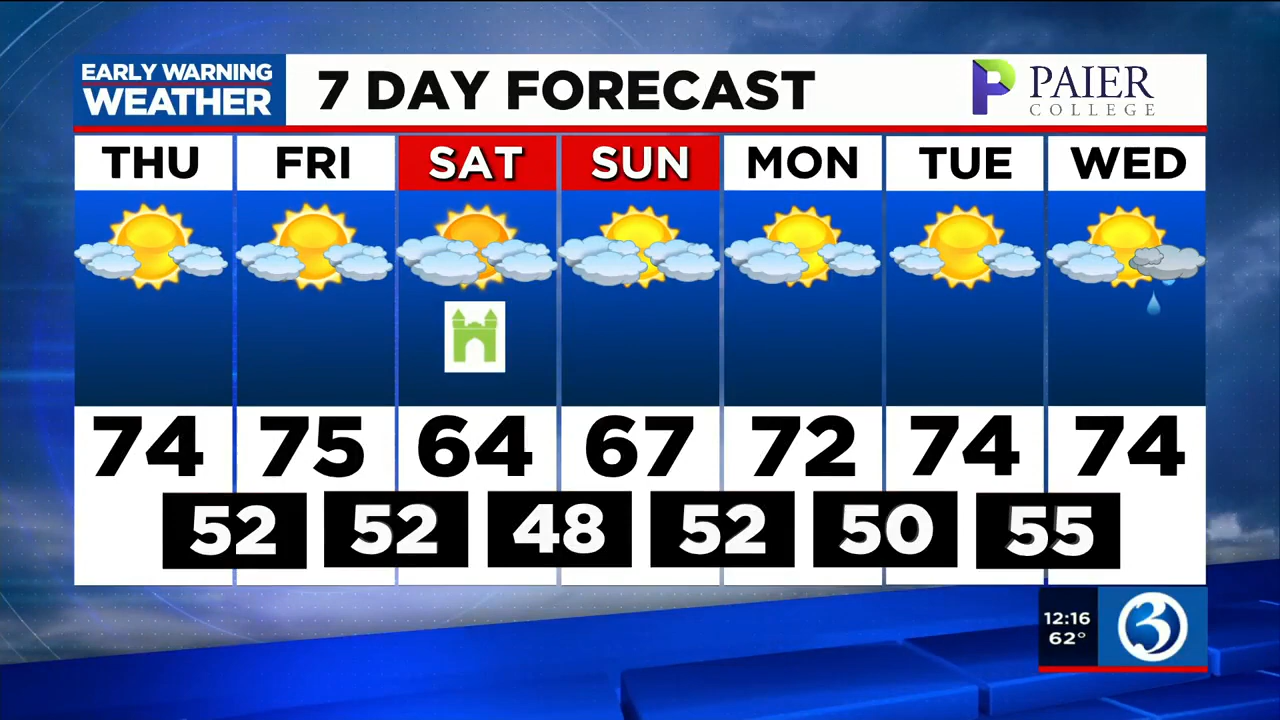 EARLY WARNING
WEATHER
7 DAY FORECAST
PAIER
COLLEGE
THU FRI SAT SUN MON TUE WED
74 75 64 67 72 74 74
52 52 48 52 50 55
12:16
62°
3